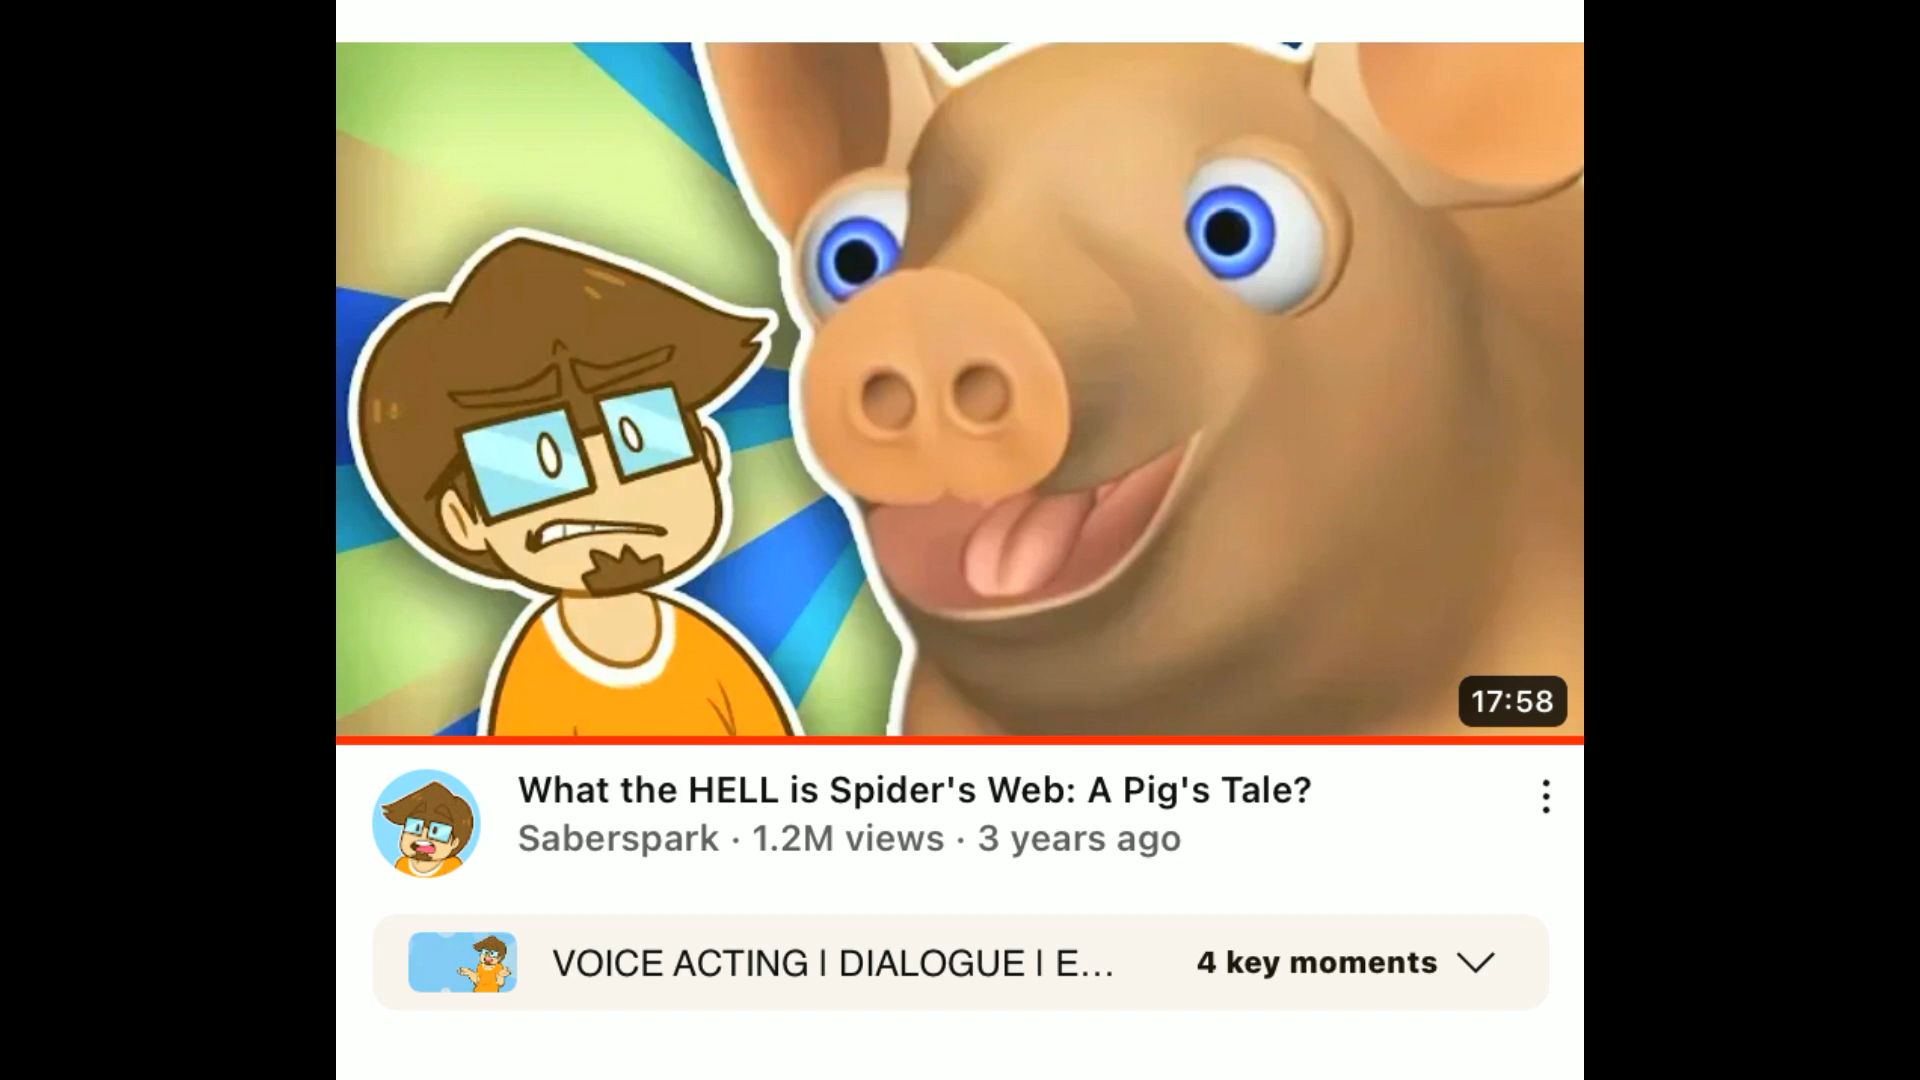 17:58
What the HELL is Spider's Web: A Pig's Tale?
Saberspark · 1.2M views · 3 years ago
VOICE ACTING | DIALOGUE | E... 4 key moments